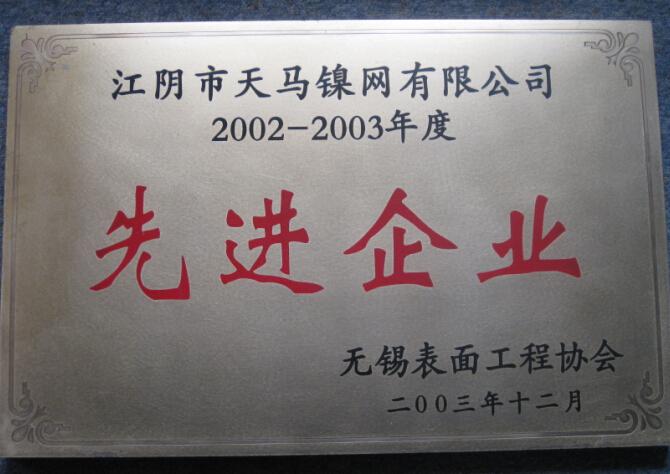 江阴市天马镍网有限公司
2002-2003年度
先进企业
无锡表面工程协会
二00三年十二月